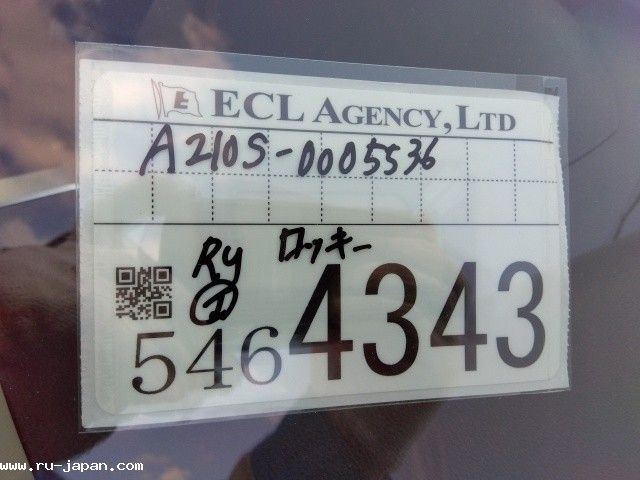 E ECL AGENCY, LTD
A210S-0005536
Ry ロッキー
546 4343
www.ru-japan.com